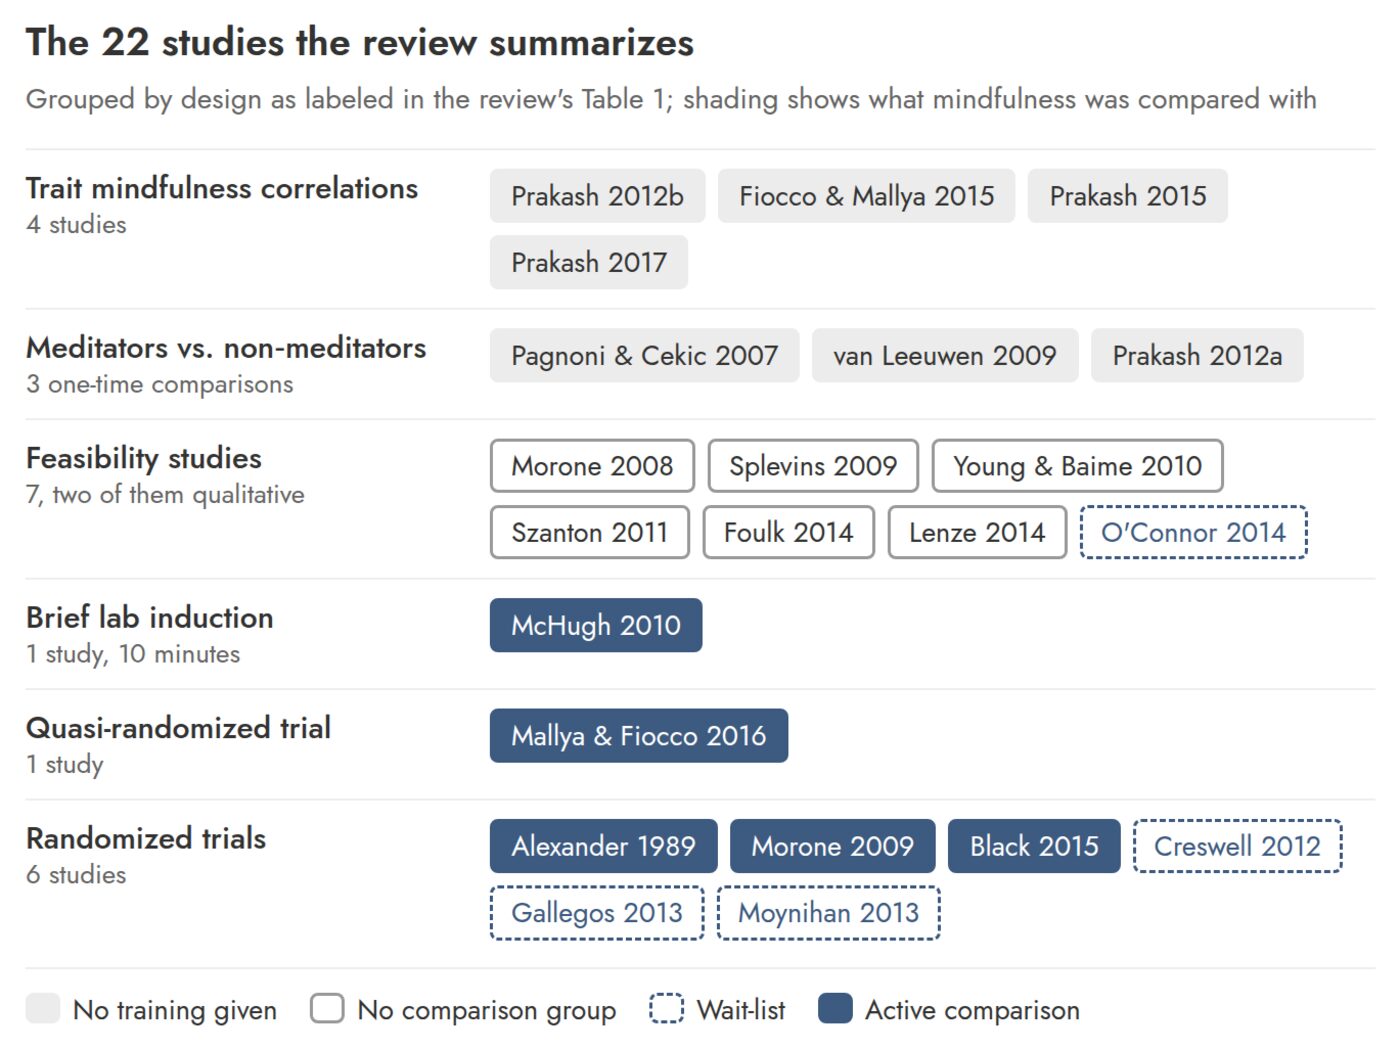 The 22 studies the review summarizes
Grouped by design as labeled in the review's Table 1; shading shows what mindfulness was compared with
Trait mindfulness correlations
4 studies
Prakash 2012b
Fiocco & Mallya 2015
Prakash 2015
Prakash 2017
Meditators vs. non-meditators
3 one-time comparisons
Pagnoni & Cekic 2007
van Leeuwen 2009
Prakash 2012a
Feasibility studies
7, two of them qualitative
Morone 2008
Splevins 2009
Young & Baime 2010
Szanton 2011
Foulk 2014
Lenze 2014
O'Connor 2014
Brief lab induction
1 study, 10 minutes
McHugh 2010
Quasi-randomized trial
1 study
Mallya & Fiocco 2016
Randomized trials
6 studies
Alexander 1989
Morone 2009
Black 2015
Creswell 2012
Gallegos 2013
Moynihan 2013
No training given
No comparison group
Wait-list
Active comparison